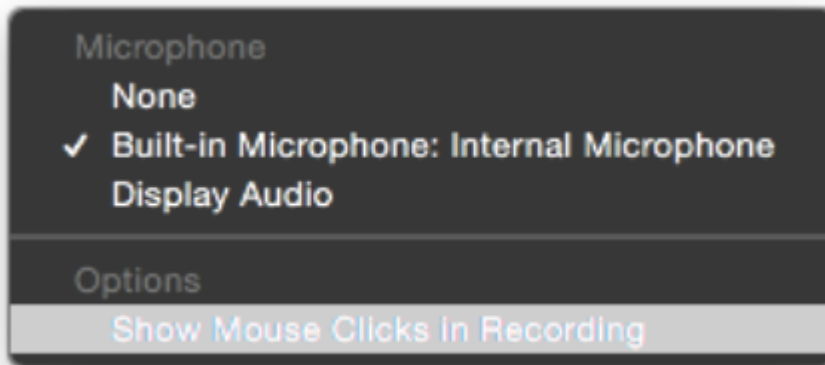 Microphone
None
✓ Built-in Microphone: Internal Microphone
Display Audio
Options
Show Mouse Clicks in Recording